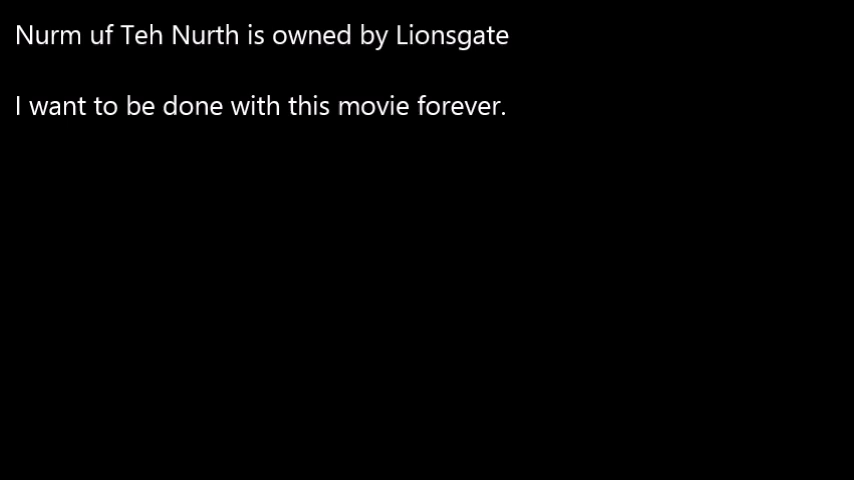 Nurm uf Teh Nurth is owned by Lionsgate
I want to be done with this movie forever.